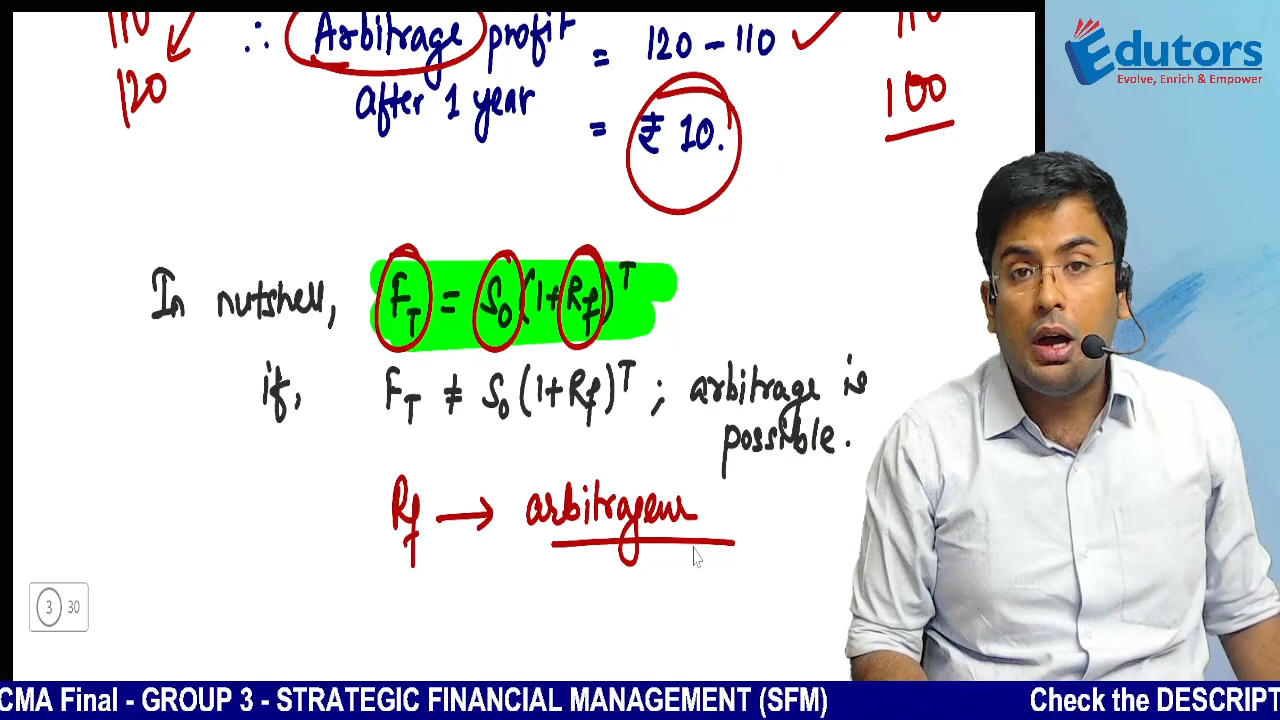 110
120
∴ Arbitrage profit = 120 – 110
after 1 year = ₹ 10.
110
100
Edutors
Evolve, Enrich & Empower
In nutshell, F_T = S_0 (1+R_f)^T
if, F_T ≠ S_0 (1+R_f)^T ; arbitrage is
possible.
R_f → arbitrageur
3 30
CMA Final - GROUP 3 - STRATEGIC FINANCIAL MANAGEMENT (SFM)
Check the DESCRIPT